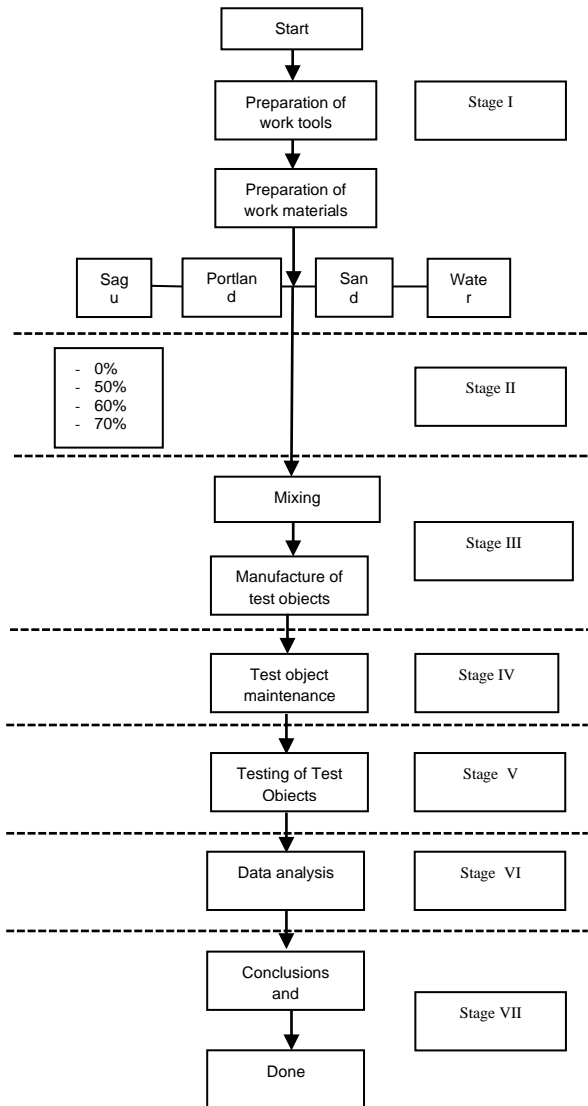 Start
Preparation of
work tools
Stage I
Preparation of
work materials
Sag
u
Portlan
d
San
d
Wate
r
- 0%
- 50%
- 60%
- 70%
Stage II
Mixing
Stage III
Manufacture of
test objects
Test object
maintenance
Stage IV
Testing of Test
Objects
Stage V
Data analysis
Stage VI
Conclusions
and
Stage VII
Done